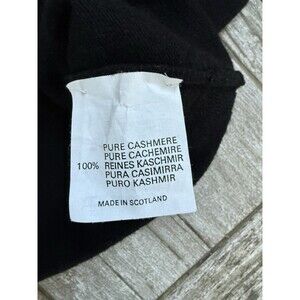 PURE CASHMERE
PURE CACHEMIRE
100% REINES KASCHMIR
PURA CASIMIRRA
PURO KASHMIR
MADE IN SCOTLAND